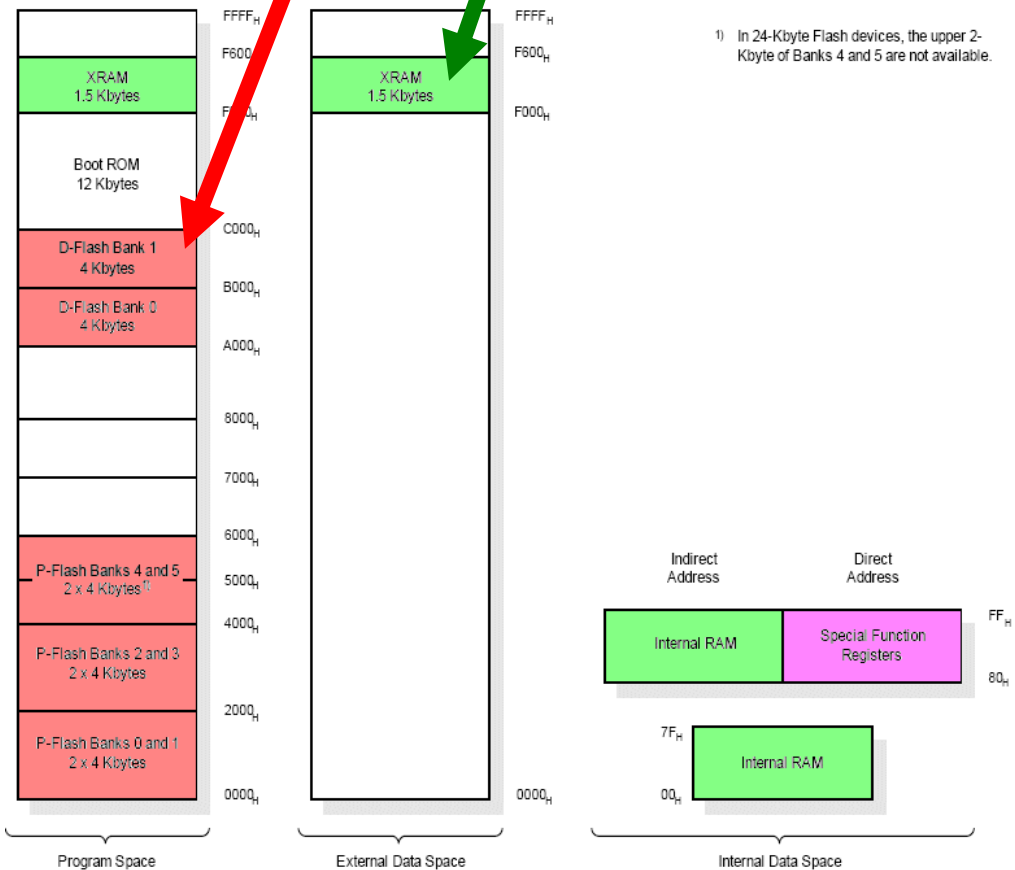 FFFFH
F600
XRAM
1.5 Kbytes
Boot ROM
12 Kbytes
C000H
D-Flash Bank 1
4 Kbytes
B000H
D-Flash Bank 0
4 Kbytes
A000H
8000H
7000H
6000H
P-Flash Banks 4 and 5
2 x 4 Kbytes1)
5000H
4000H
P-Flash Banks 2 and 3
2 x 4 Kbytes
2000H
P-Flash Banks 0 and 1
2 x 4 Kbytes
0000H
Program Space
FFFFH
F600H
XRAM
1.5 Kbytes
F000H
0000H
External Data Space
1) In 24-Kbyte Flash devices, the upper 2-
Kbyte of Banks 4 and 5 are not available.
Indirect
Address
Direct
Address
Internal RAM
Special Function
Registers
FFH
80H
7FH
Internal RAM
00H
Internal Data Space